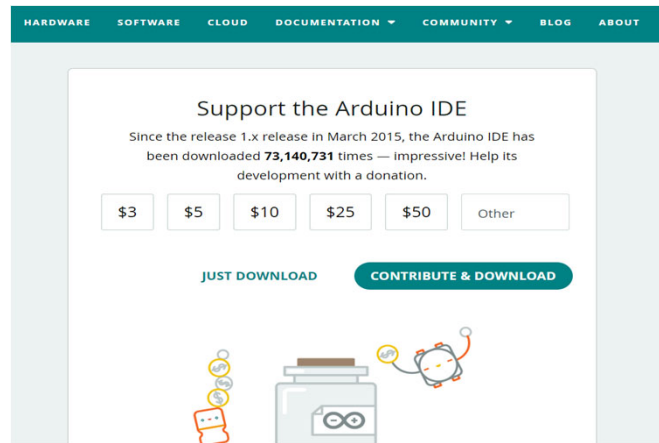 HARDWARE SOFTWARE CLOUD DOCUMENTATION COMMUNITY BLOG ABOUT
Support the Arduino IDE
Since the release 1.x release in March 2015, the Arduino IDE has
been downloaded 73,140,731 times — impressive! Help its
development with a donation.
$3 $5 $10 $25 $50 Other
JUST DOWNLOAD CONTRIBUTE & DOWNLOAD